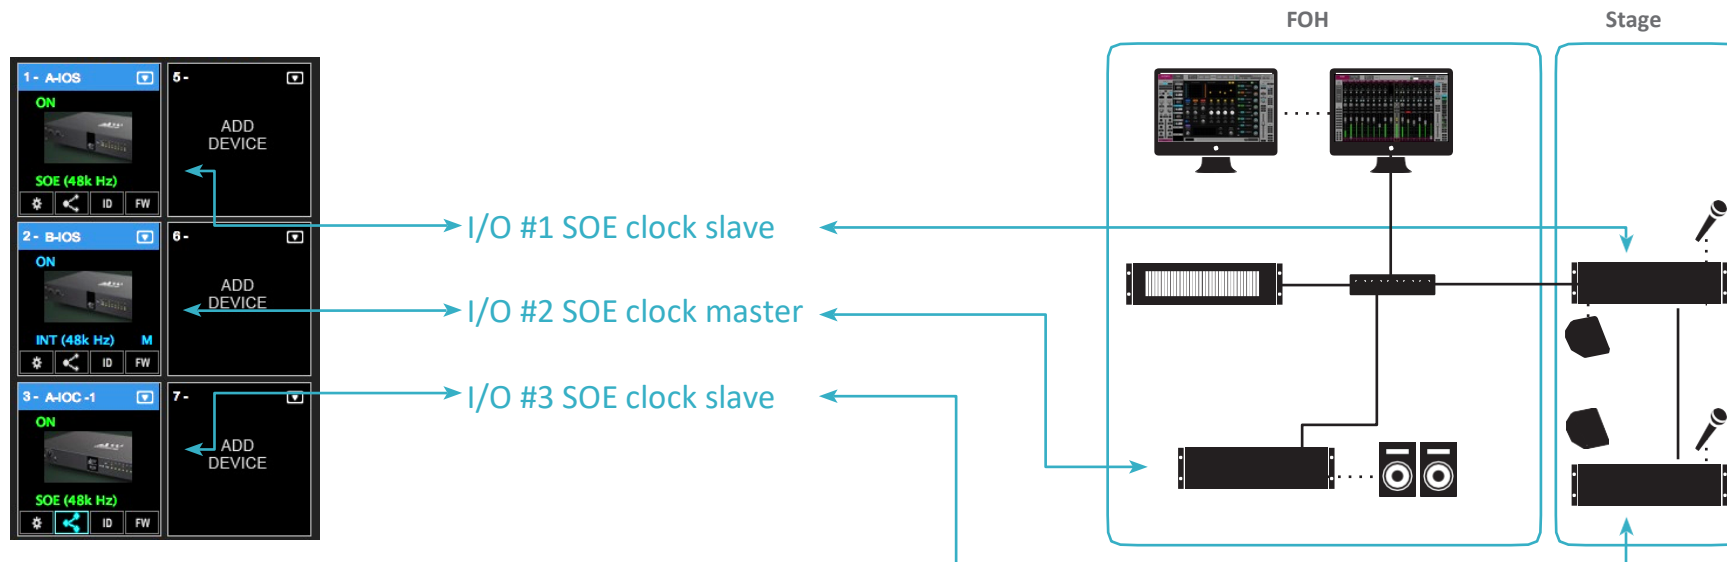 FOH
Stage
1 - A-IOS
ON
SOE (48k Hz)
ID FW
5 -
ADD
DEVICE
2 - B-IOS
ON
INT (48k Hz) M
ID FW
6 -
ADD
DEVICE
3 - A-IOC -1
ON
SOE (48k Hz)
ID FW
7 -
ADD
DEVICE
I/O #1 SOE clock slave
I/O #2 SOE clock master
I/O #3 SOE clock slave